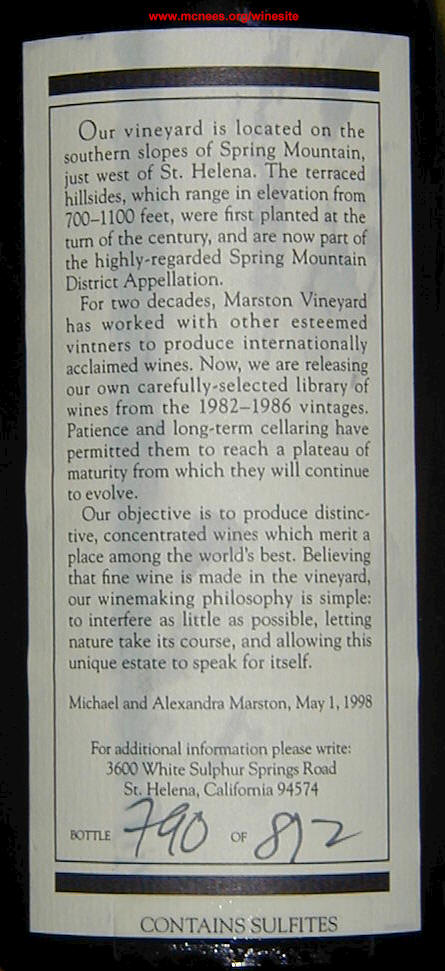 www.mcnees.org/winesite
Our vineyard is located on the
southern slopes of Spring Mountain,
just west of St. Helena. The terraced
hillsides, which range in elevation from
700–1100 feet, were first planted at the
turn of the century, and are now part of
the highly-regarded Spring Mountain
District Appellation.
For two decades, Marston Vineyard
has worked with other esteemed
vintners to produce internationally
acclaimed wines. Now, we are releasing
our own carefully-selected library of
wines from the 1982–1986 vintages.
Patience and long-term cellaring have
permitted them to reach a plateau of
maturity from which they will continue
to evolve.
Our objective is to produce distinc-
tive, concentrated wines which merit a
place among the world's best. Believing
that fine wine is made in the vineyard,
our winemaking philosophy is simple:
to interfere as little as possible, letting
nature take its course, and allowing this
unique estate to speak for itself.
Michael and Alexandra Marston, May 1, 1998
For additional information please write:
3600 White Sulphur Springs Road
St. Helena, California 94574
BOTTLE 790 OF 812
CONTAINS SULFITES